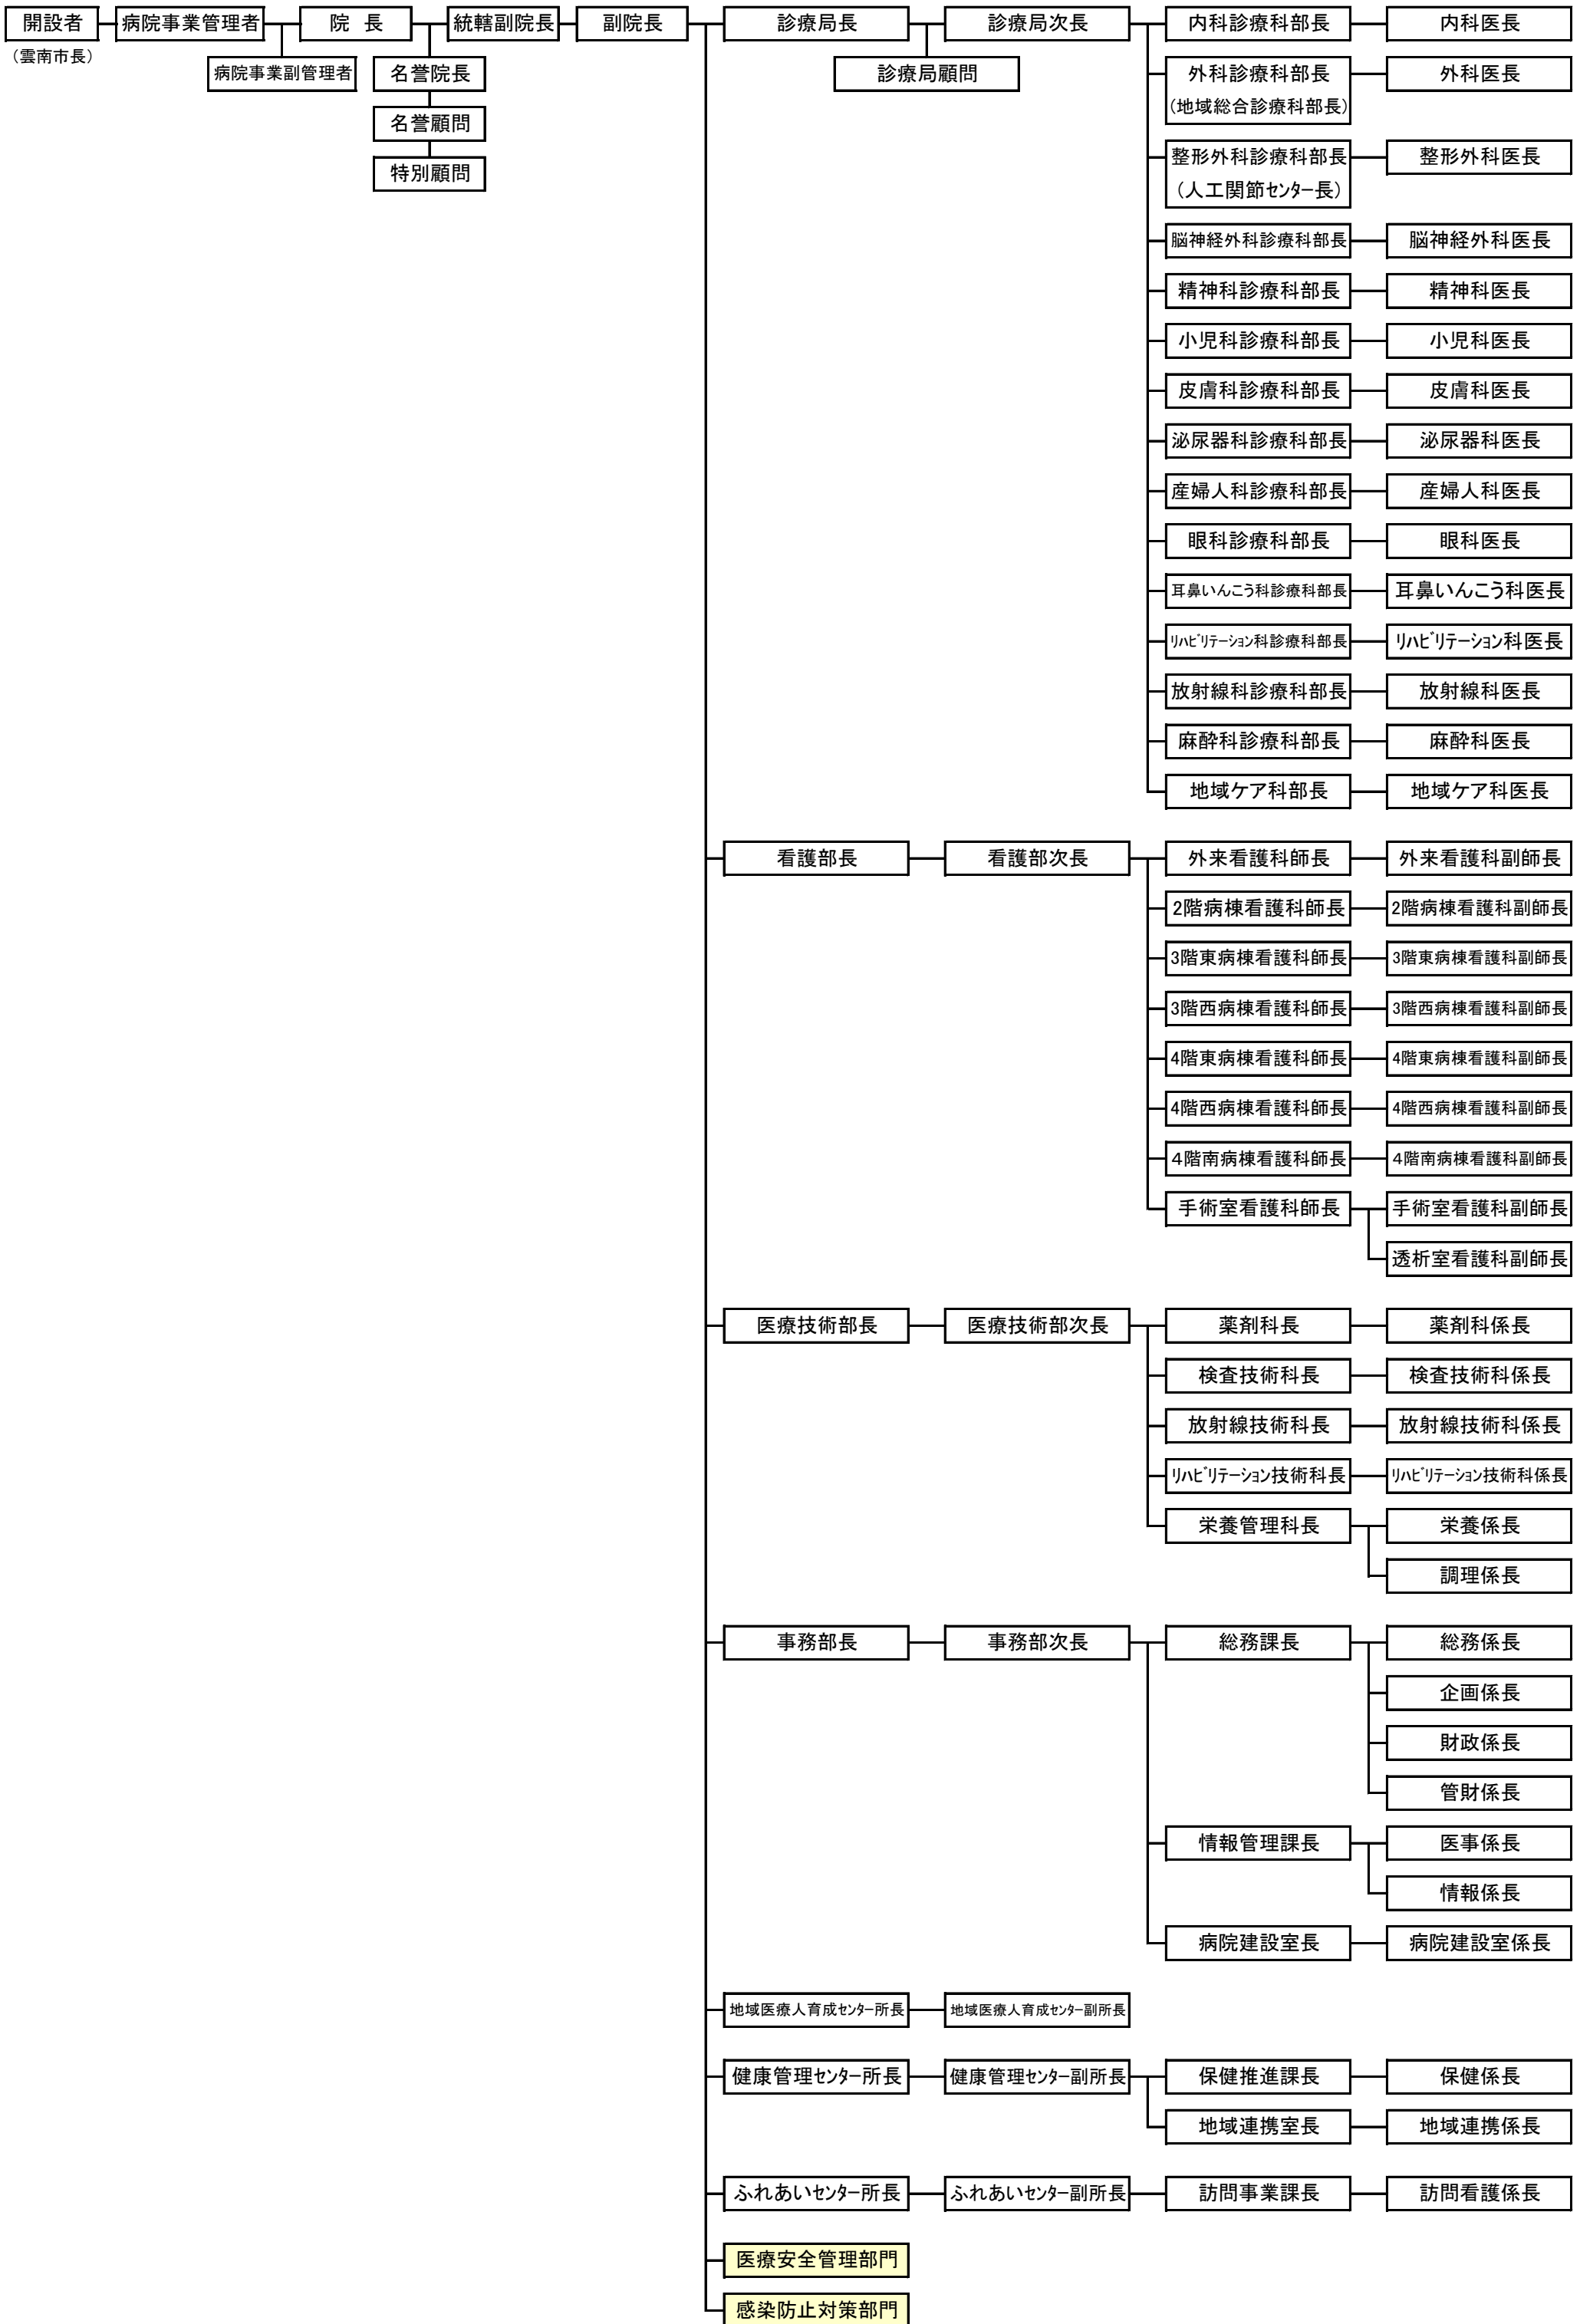 開設者 病院事業管理者 院　長 統轄副院長 副院長 診療局長 診療局次長 内科診療科部長 内科医長
（雲南市長）
病院事業副管理者 名誉院長 診療局顧問 外科診療科部長 外科医長
（地域総合診療科部長）
名誉顧問
整形外科診療科部長 整形外科医長
特別顧問
（人工関節ｾﾝﾀｰ長）
脳神経外科診療科部長 脳神経外科医長
精神科診療科部長 精神科医長
小児科診療科部長 小児科医長
皮膚科診療科部長 皮膚科医長
泌尿器科診療科部長 泌尿器科医長
産婦人科診療科部長 産婦人科医長
眼科診療科部長 眼科医長
耳鼻いんこう科診療科部長 耳鼻いんこう科医長
ﾘﾊﾋﾞﾘﾃｰｼｮﾝ科診療科部長 ﾘﾊﾋﾞﾘﾃｰｼｮﾝ科医長
放射線科診療科部長 放射線科医長
麻酔科診療科部長 麻酔科医長
地域ケア科部長 地域ケア科医長
看護部長 看護部次長 外来看護科師長 外来看護科副師長
2階病棟看護科師長 2階病棟看護科副師長
3階東病棟看護科師長 3階東病棟看護科副師長
3階西病棟看護科師長 3階西病棟看護科副師長
4階東病棟看護科師長 4階東病棟看護科副師長
4階西病棟看護科師長 4階西病棟看護科副師長
４階南病棟看護科師長 ４階南病棟看護科副師長
手術室看護科師長 手術室看護科副師長
透析室看護科副師長
医療技術部長 医療技術部次長 薬剤科長 薬剤科係長
検査技術科長 検査技術科係長
放射線技術科長 放射線技術科係長
ﾘﾊﾋﾞﾘﾃｰｼｮﾝ技術科長 ﾘﾊﾋﾞﾘﾃｰｼｮﾝ技術科係長
栄養管理科長 栄養係長
調理係長
事務部長 事務部次長 総務課長 総務係長
企画係長
財政係長
管財係長
情報管理課長 医事係長
情報係長
病院建設室長 病院建設室係長
地域医療人育成ｾﾝﾀｰ所長 地域医療人育成ｾﾝﾀｰ副所長
健康管理ｾﾝﾀｰ所長 健康管理ｾﾝﾀｰ副所長 保健推進課長 保健係長
地域連携室長 地域連携係長
ふれあいｾﾝﾀｰ所長 ふれあいｾﾝﾀｰ副所長 訪問事業課長 訪問看護係長
医療安全管理部門
感染防止対策部門